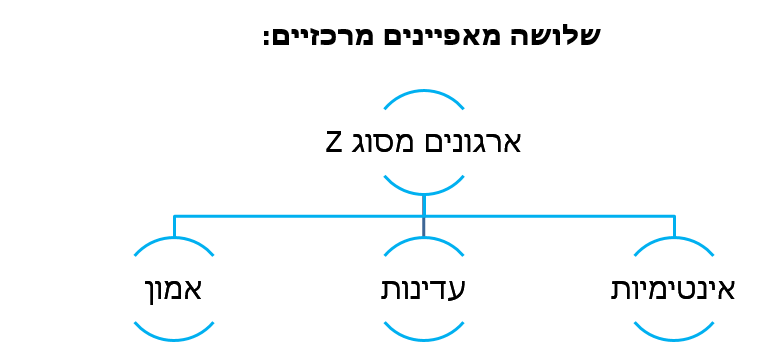 שלושה מאפיינים מרכזיים:
ארגונים מסוג Z
אינטימיות
עדינות
אמון